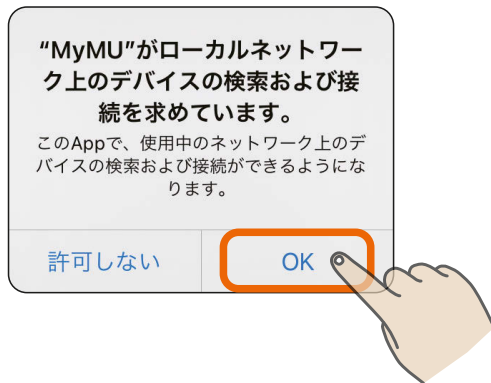 “MyMU”がローカルネットワー
ク上のデバイスの検索および接
続を求めています。
このAppで、使用中のネットワーク上のデ
バイスの検索および接続ができるようにな
ります。
許可しない
OK